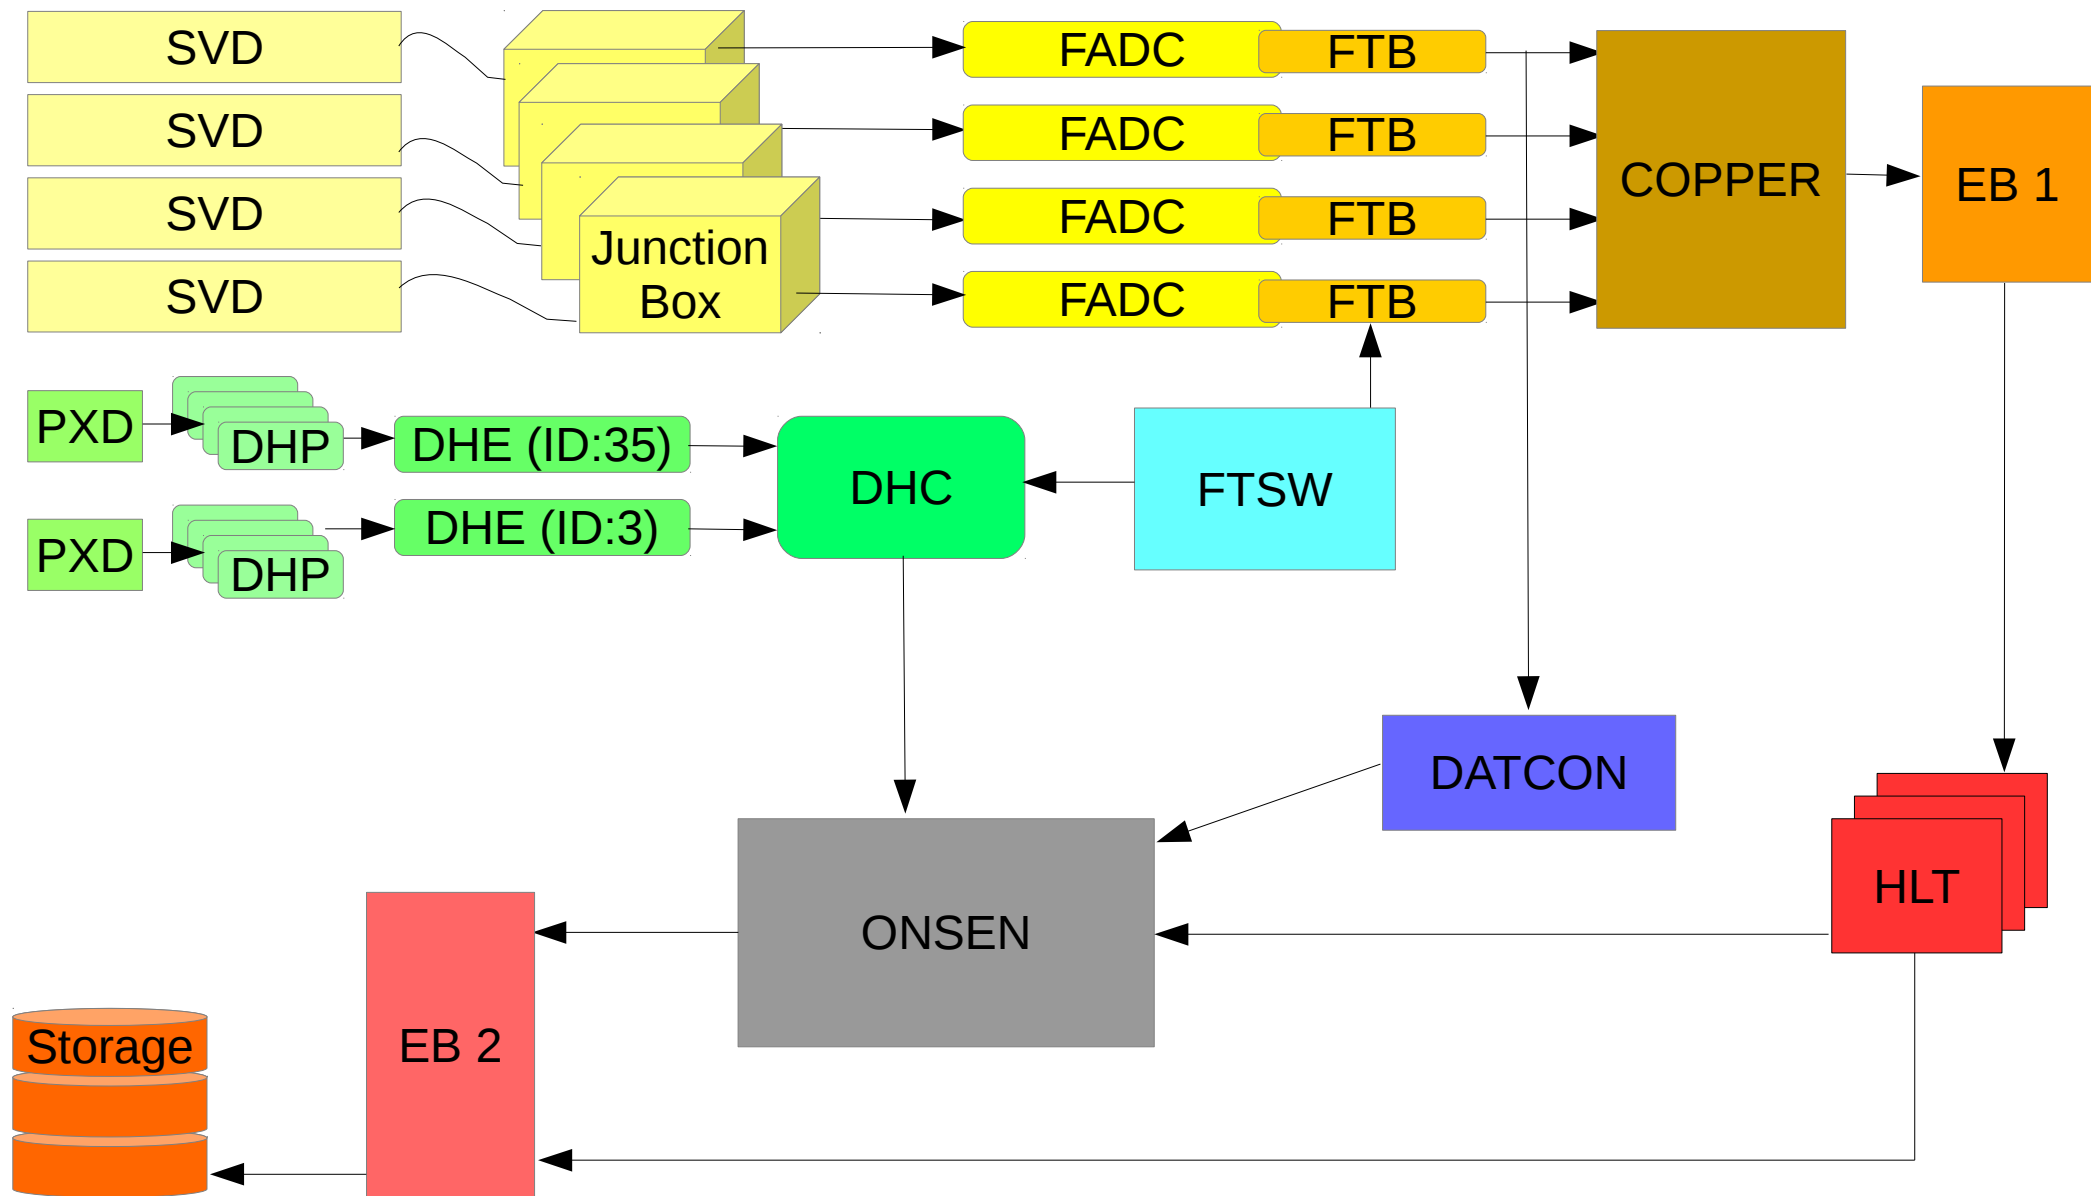 SVD
FADC
FTB
SVD
FADC
FTB
COPPER
EB 1
SVD
FADC
FTB
SVD
Junction
Box
FADC
FTB
PXD
DHP
DHE (ID:35)
DHC
FTSW
PXD
DHP
DHE (ID:3)
DATCON
HLT
ONSEN
EB 2
Storage